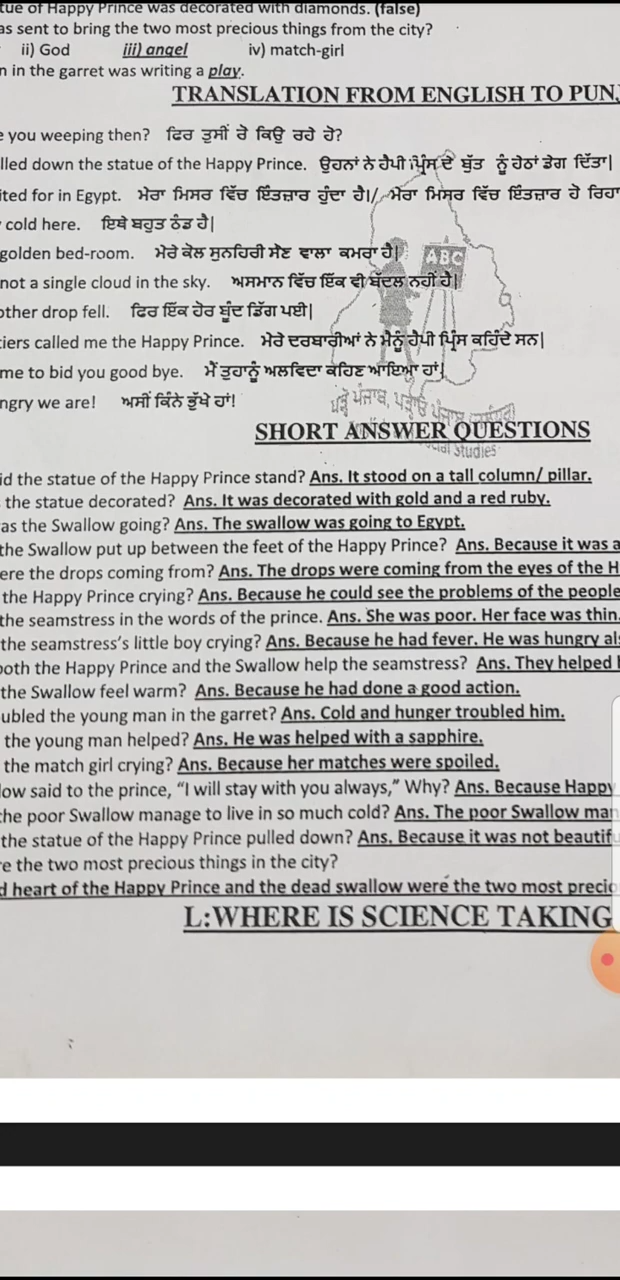 tue of Happy Prince was decorated with diamonds. (false)
as sent to bring the two most precious things from the city?
ii) God iii) angel iv) match-girl
n in the garret was writing a play.
TRANSLATION FROM ENGLISH TO PUNJ
e you weeping then? ਫਿਰ ਤੁਸੀਂ ਰੋ ਕਿਉ ਰਹੇ ਹੋ?
lled down the statue of the Happy Prince. ਉਹਨਾਂ ਨੇ ਹੈਪੀ ਪ੍ਰਿੰਸ ਦੇ ਬੁੱਤ ਨੂੰ ਹੇਠਾਂ ਡੇਗ ਦਿੱਤਾ|
ited for in Egypt. ਮੇਰਾ ਮਿਸਰ ਵਿੱਚ ਇੰਤਜ਼ਾਰ ਹੁੰਦਾ ਹੈ।/ ਮੇਰਾ ਮਿਸਰ ਵਿੱਚ ਇੰਤਜ਼ਾਰ ਹੋ ਰਿਹਾ
cold here. ਇਥੇ ਬਹੁਤ ਠੰਡ ਹੈ|
golden bed-room. ਮੇਰੇ ਕੋਲ ਸੁਨਹਿਰੀ ਸੌਣ ਵਾਲਾ ਕਮਰਾ ਹੈ|
ABC
not a single cloud in the sky. ਅਸਮਾਨ ਵਿੱਚ ਇੱਕ ਵੀ ਬੱਦਲ ਨਹੀਂ ਹੈ|
other drop fell. ਫਿਰ ਇੱਕ ਹੋਰ ਬੂੰਦ ਡਿੱਗ ਪਈ|
tiers called me the Happy Prince. ਮੇਰੇ ਦਰਬਾਰੀਆਂ ਨੇ ਮੈਨੂੰ ਹੈਪੀ ਪ੍ਰਿੰਸ ਕਹਿੰਦੇ ਸਨ|
me to bid you good bye. ਮੈਂ ਤੁਹਾਨੂੰ ਅਲਵਿਦਾ ਕਹਿਣ ਆਇਆ ਹਾਂ|
ngry we are! ਅਸੀਂ ਕਿੰਨੇ ਭੁੱਖੇ ਹਾਂ!
ਪੜ੍ਹੋ ਪੰਜਾਬ, ਪੜ੍ਹਾਓ ਪੰਜਾਬ
SHORT ANSWER QUESTIONS
Studies
id the statue of the Happy Prince stand? Ans. It stood on a tall column/ pillar.
the statue decorated? Ans. It was decorated with gold and a red ruby.
as the Swallow going? Ans. The swallow was going to Egypt.
the Swallow put up between the feet of the Happy Prince? Ans. Because it was a
ere the drops coming from? Ans. The drops were coming from the eyes of the H
the Happy Prince crying? Ans. Because he could see the problems of the people
the seamstress in the words of the prince. Ans. She was poor. Her face was thin.
the seamstress's little boy crying? Ans. Because he had fever. He was hungry als
both the Happy Prince and the Swallow help the seamstress? Ans. They helped
the Swallow feel warm? Ans. Because he had done a good action.
ubled the young man in the garret? Ans. Cold and hunger troubled him.
the young man helped? Ans. He was helped with a sapphire.
the match girl crying? Ans. Because her matches were spoiled.
low said to the prince, "I will stay with you always," Why? Ans. Because Happy
the poor Swallow manage to live in so much cold? Ans. The poor Swallow man
the statue of the Happy Prince pulled down? Ans. Because it was not beautifu
re the two most precious things in the city?
d heart of the Happy Prince and the dead swallow were the two most precio
L:WHERE IS SCIENCE TAKING